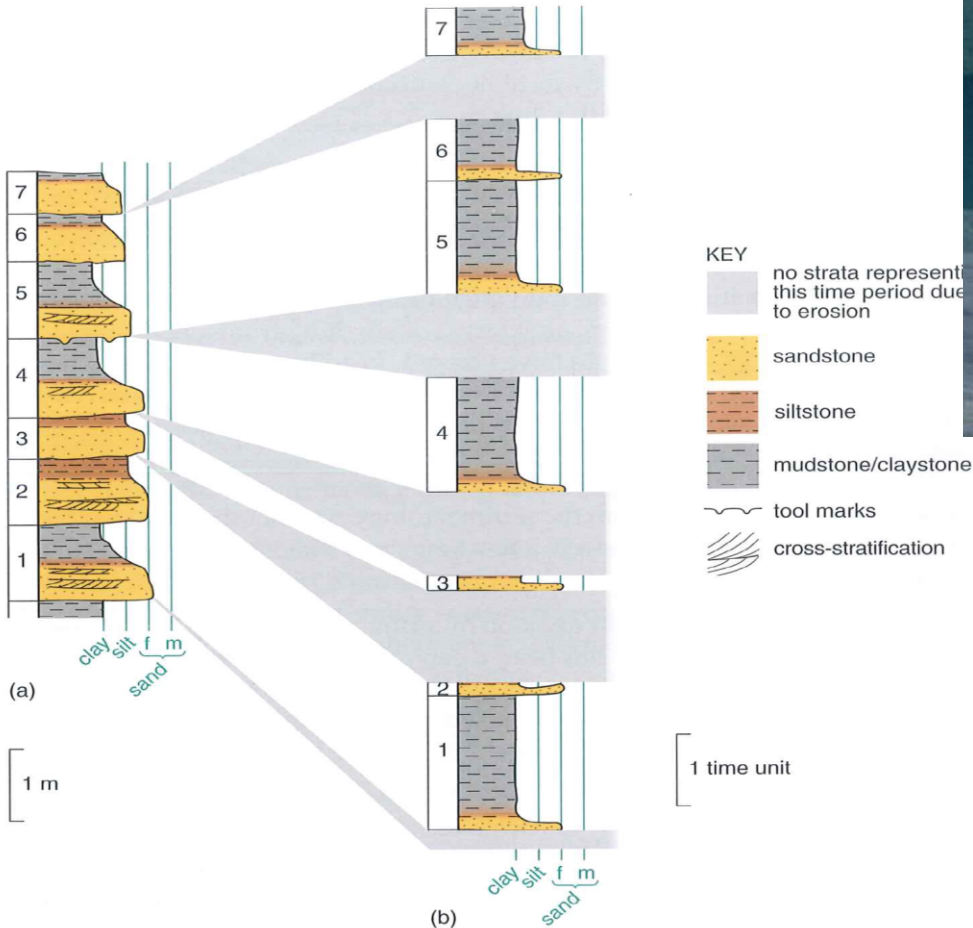 7
6
5
4
3
2
1
clay
silt
f m
sand
(a)
1 m
7
6
5
4
3
2
1
clay
silt
f m
sand
(b)
1 time unit
KEY
no strata representi
this time period due
to erosion
sandstone
siltstone
mudstone/claystone
tool marks
cross-stratification